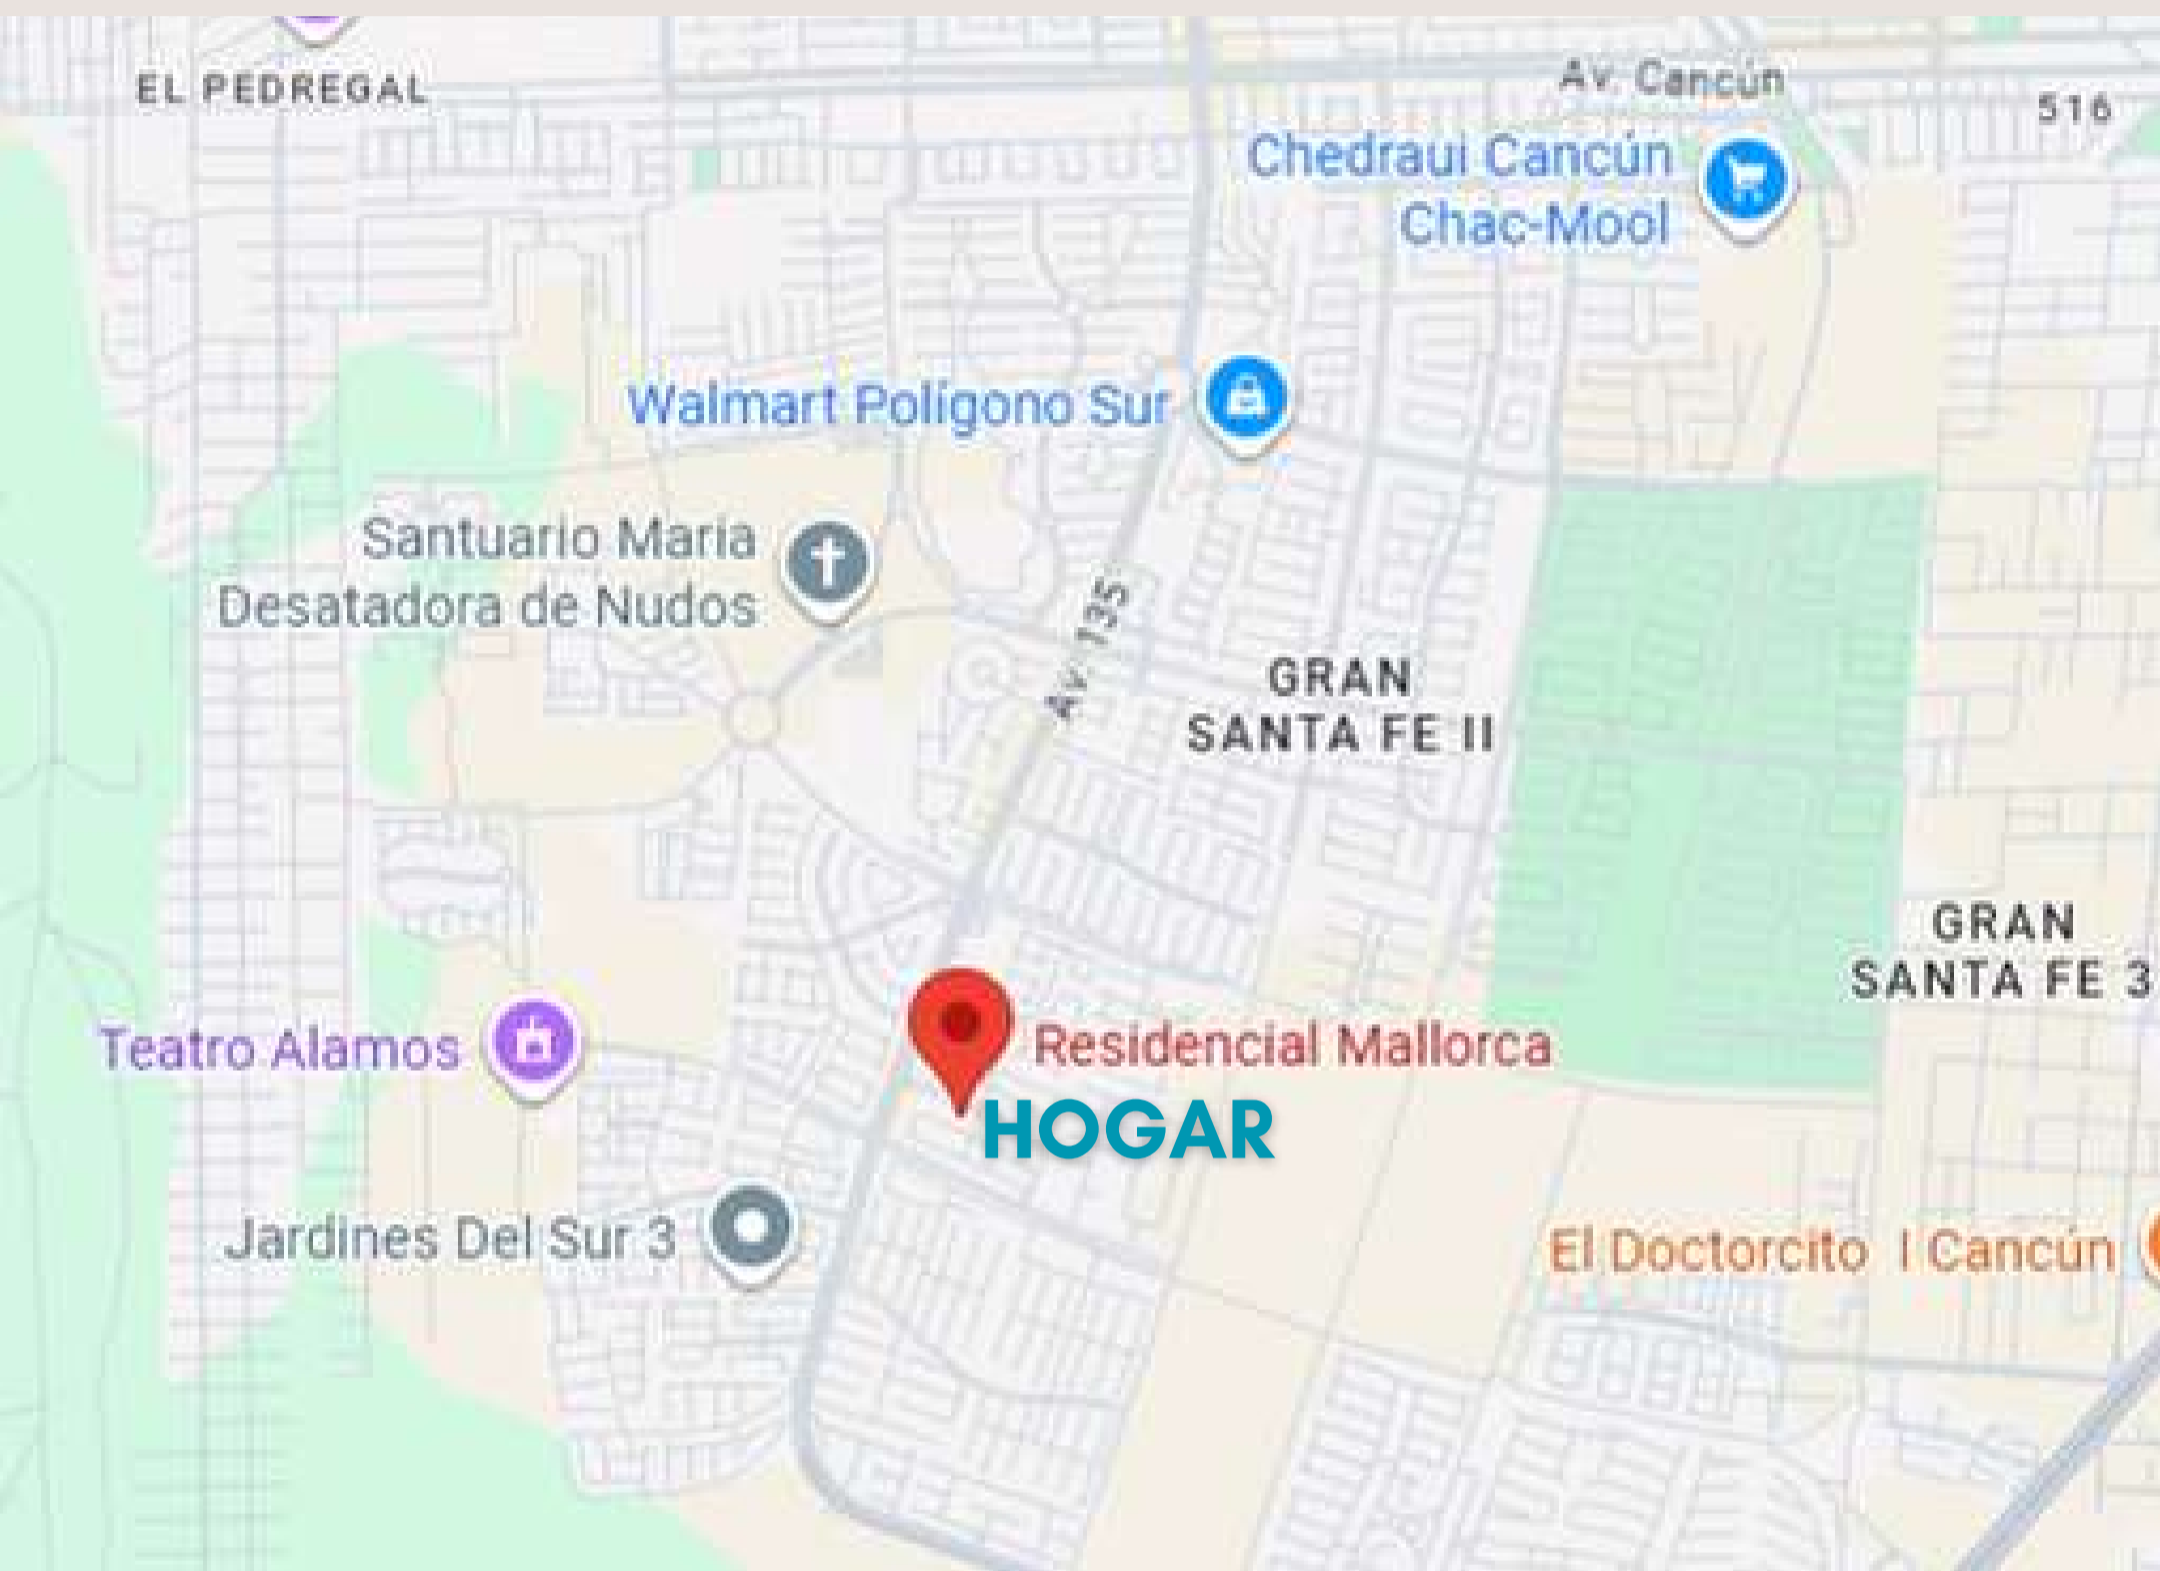 EL PEDREGAL
Av. Cancún
516
Chedraui Cancún
Chac-Mool
Walmart Polígono Sur
Santuario Maria
Desatadora de Nudos
Av. 135
GRAN
SANTA FE II
GRAN
SANTA FE 3
Teatro Alamos
Residencial Mallorca
HOGAR
Jardines Del Sur 3
El Doctorcito I Cancún